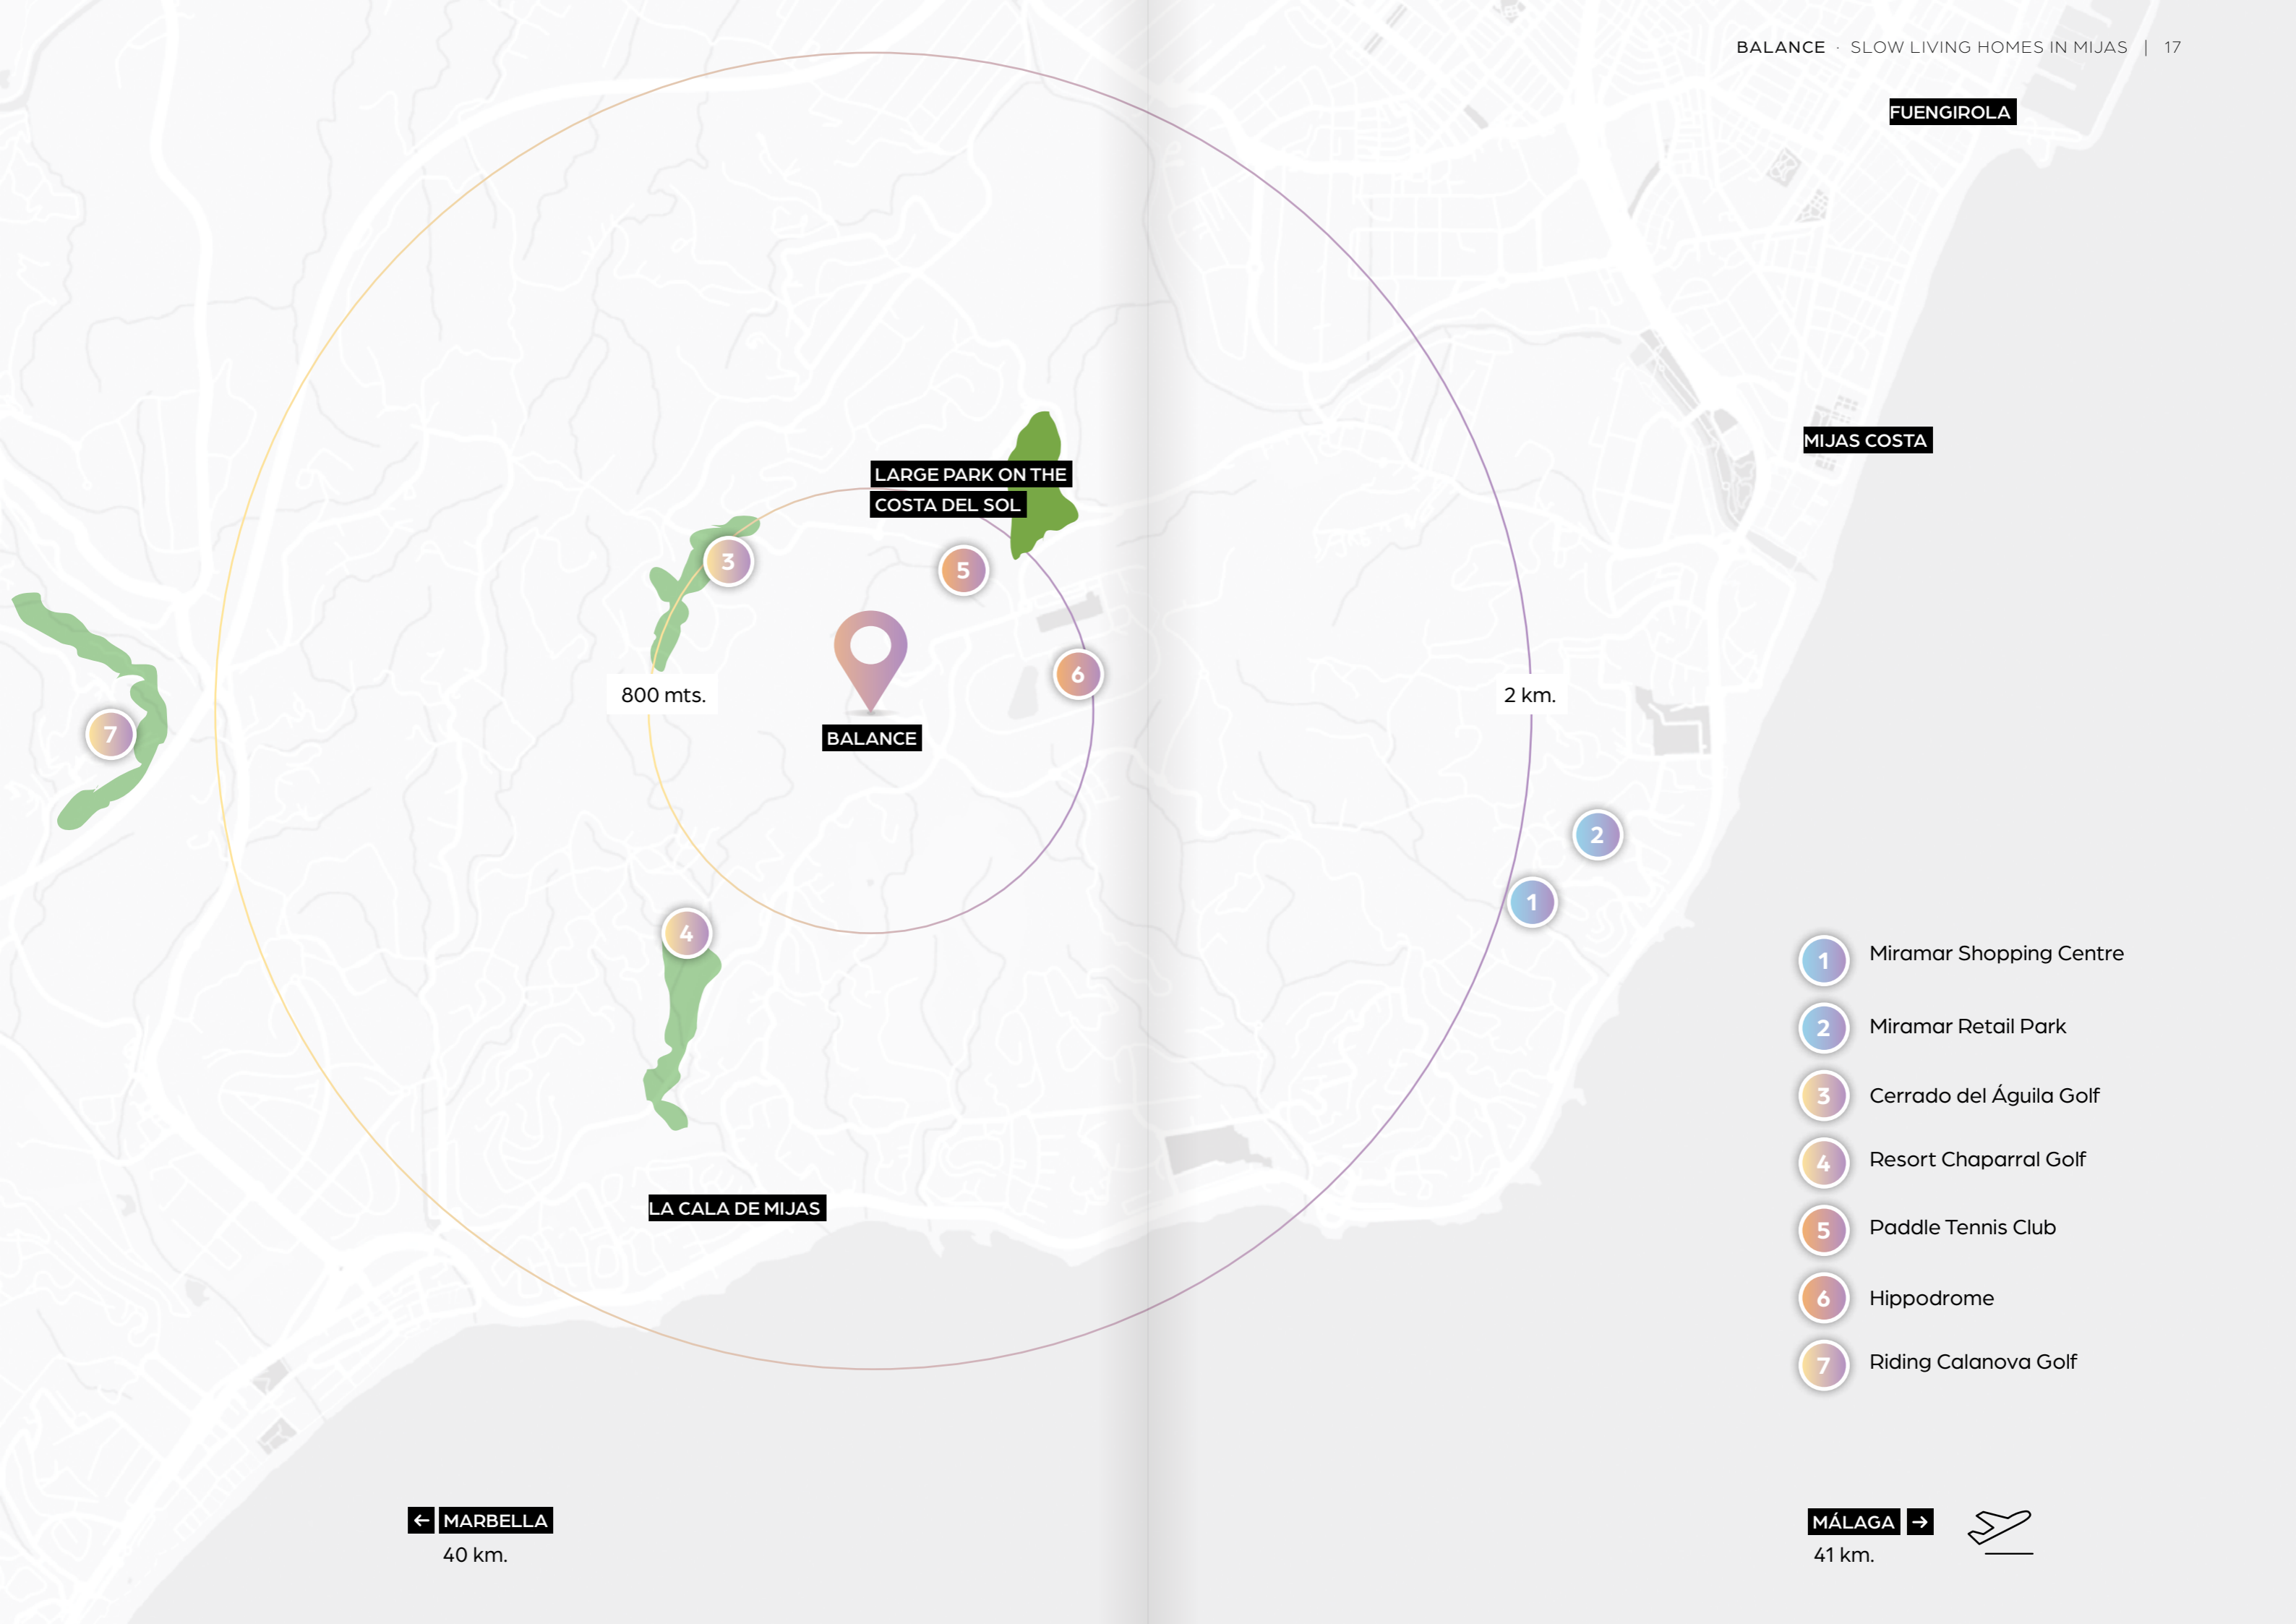 BALANCE · SLOW LIVING HOMES IN MIJAS | 17
FUENGIROLA
MIJAS COSTA
LARGE PARK ON THE
COSTA DEL SOL
3
5
6
800 mts.
2 km.
BALANCE
7
2
1
4
LA CALA DE MIJAS
1 Miramar Shopping Centre
2 Miramar Retail Park
3 Cerrado del Águila Golf
4 Resort Chaparral Golf
5 Paddle Tennis Club
6 Hippodrome
7 Riding Calanova Golf
← MARBELLA
40 km.
MÁLAGA →
41 km.